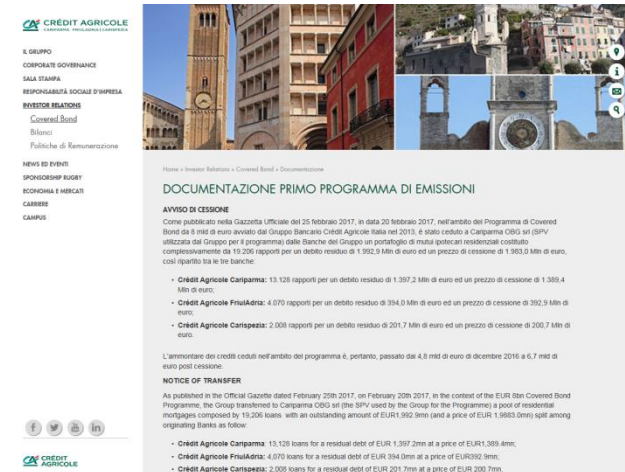 CRÉDIT AGRICOLE
CARIPARMA FRIULADRIA CARISPEZIA
IL GRUPPO
CORPORATE GOVERNANCE
SALA STAMPA
RESPONSABILITÀ SOCIALE D'IMPRESA
INVESTOR RELATIONS
Covered Bond
Bilanci
Politiche di Remunerazione
NEWS ED EVENTI
SPONSORSHIP RUGBY
ECONOMIA E MERCATI
CARRIERE
CAMPUS
Home » Investor Relations » Covered Bond » Documentazione
DOCUMENTAZIONE PRIMO PROGRAMMA DI EMISSIONI
AVVISO DI CESSIONE
Come pubblicato nella Gazzetta Ufficiale del 25 febbraio 2017, in data 20 febbraio 2017, nell'ambito del Programma di Covered
Bond da 8 mld di euro avviato dal Gruppo Bancario Crédit Agricole Italia nel 2013, è stato ceduto a Cariparma OBG srl (SPV
utilizzata dal Gruppo per il programma) dalle Banche del Gruppo un portafoglio di mutui ipotecari residenziali costituito
complessivamente da 19.206 rapporti per un debito residuo di 1.992,9 Mln di euro ed un prezzo di cessione di 1.983,0 Mln di euro,
così ripartito tra le tre banche:
• Crédit Agricole Cariparma: 13.128 rapporti per un debito residuo di 1.397,2 Mln di euro ed un prezzo di cessione di 1.389,4
Mln di euro;
• Crédit Agricole FriulAdria: 4.070 rapporti per un debito residuo di 394,0 Mln di euro ed un prezzo di cessione di 392,9 Mln di
euro;
• Crédit Agricole Carispezia: 2.008 rapporti per un debito residuo di 201,7 Mln di euro ed un prezzo di cessione di 200,7 Mln di
euro.
L'ammontare dei crediti ceduti nell'ambito del programma è, pertanto, passato dai 4,8 mld di euro di dicembre 2016 a 6,7 mld di
euro post cessione.
NOTICE OF TRANSFER
As published in the Official Gazette dated February 25th 2017, on February 20th 2017, in the context of the EUR 8bn Covered Bond
Programme, the Group transferred to Cariparma OBG srl (the SPV used by the Group for the Programme) a pool of residential
mortgages composed by 19,206 loans with an outstanding amount of EUR1,992.9mn (and a price of EUR 1.9883.0mn) split among
originating Banks as follow:
• Crédit Agricole Cariparma: 13,128 loans for a residual debt of EUR 1,397.2mn at a price of EUR1,389.4mn;
• Crédit Agricole FriulAdria: 4,070 loans for a residual debt of EUR 394.0mn at a price of EUR392.9mn;
• Crédit Agricole Carispezia: 2,008 loans for a residual debt of EUR 201.7mn at a price of EUR 200.7mn.
f
in
CRÉDIT
AGRICOLE